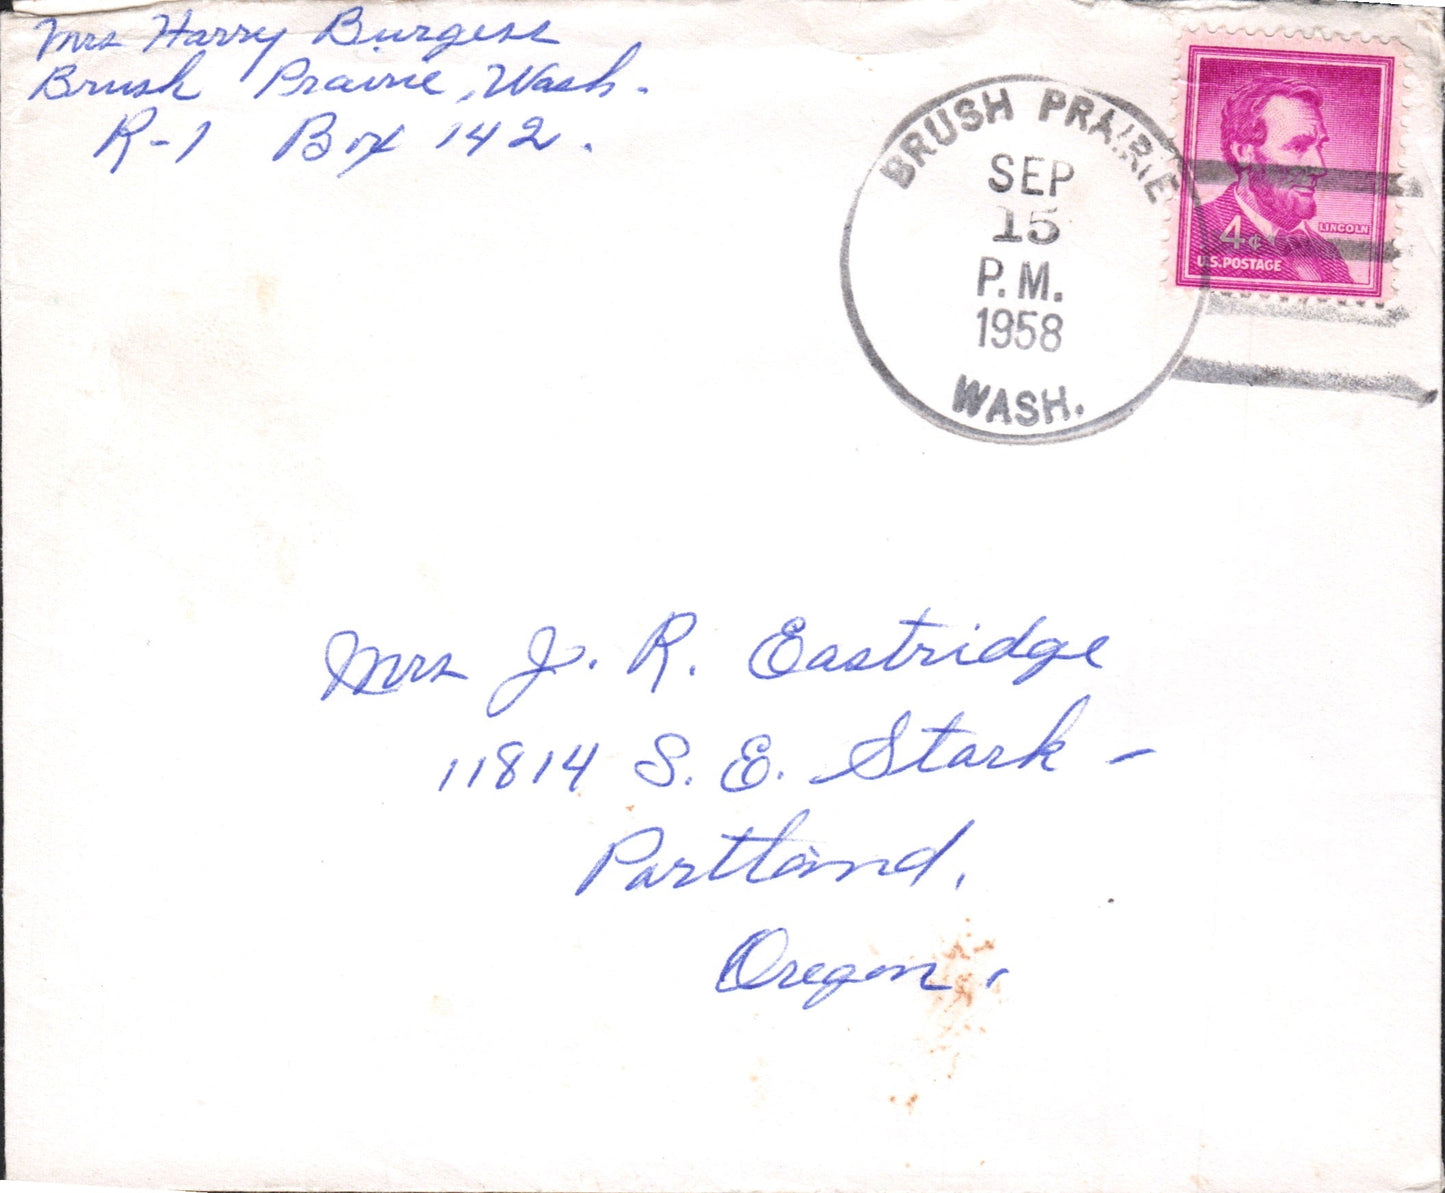 Mrs Harry Burgess
Brush Prairie, Wash.
R-1 Box 142.
BRUSH PRAIRIE
SEP
15
P.M.
1958
WASH.
4¢
LINCOLN
U.S. POSTAGE
Mrs J. R. Eastridge
11814 S. E. Stark -
Portland,
Oregon.